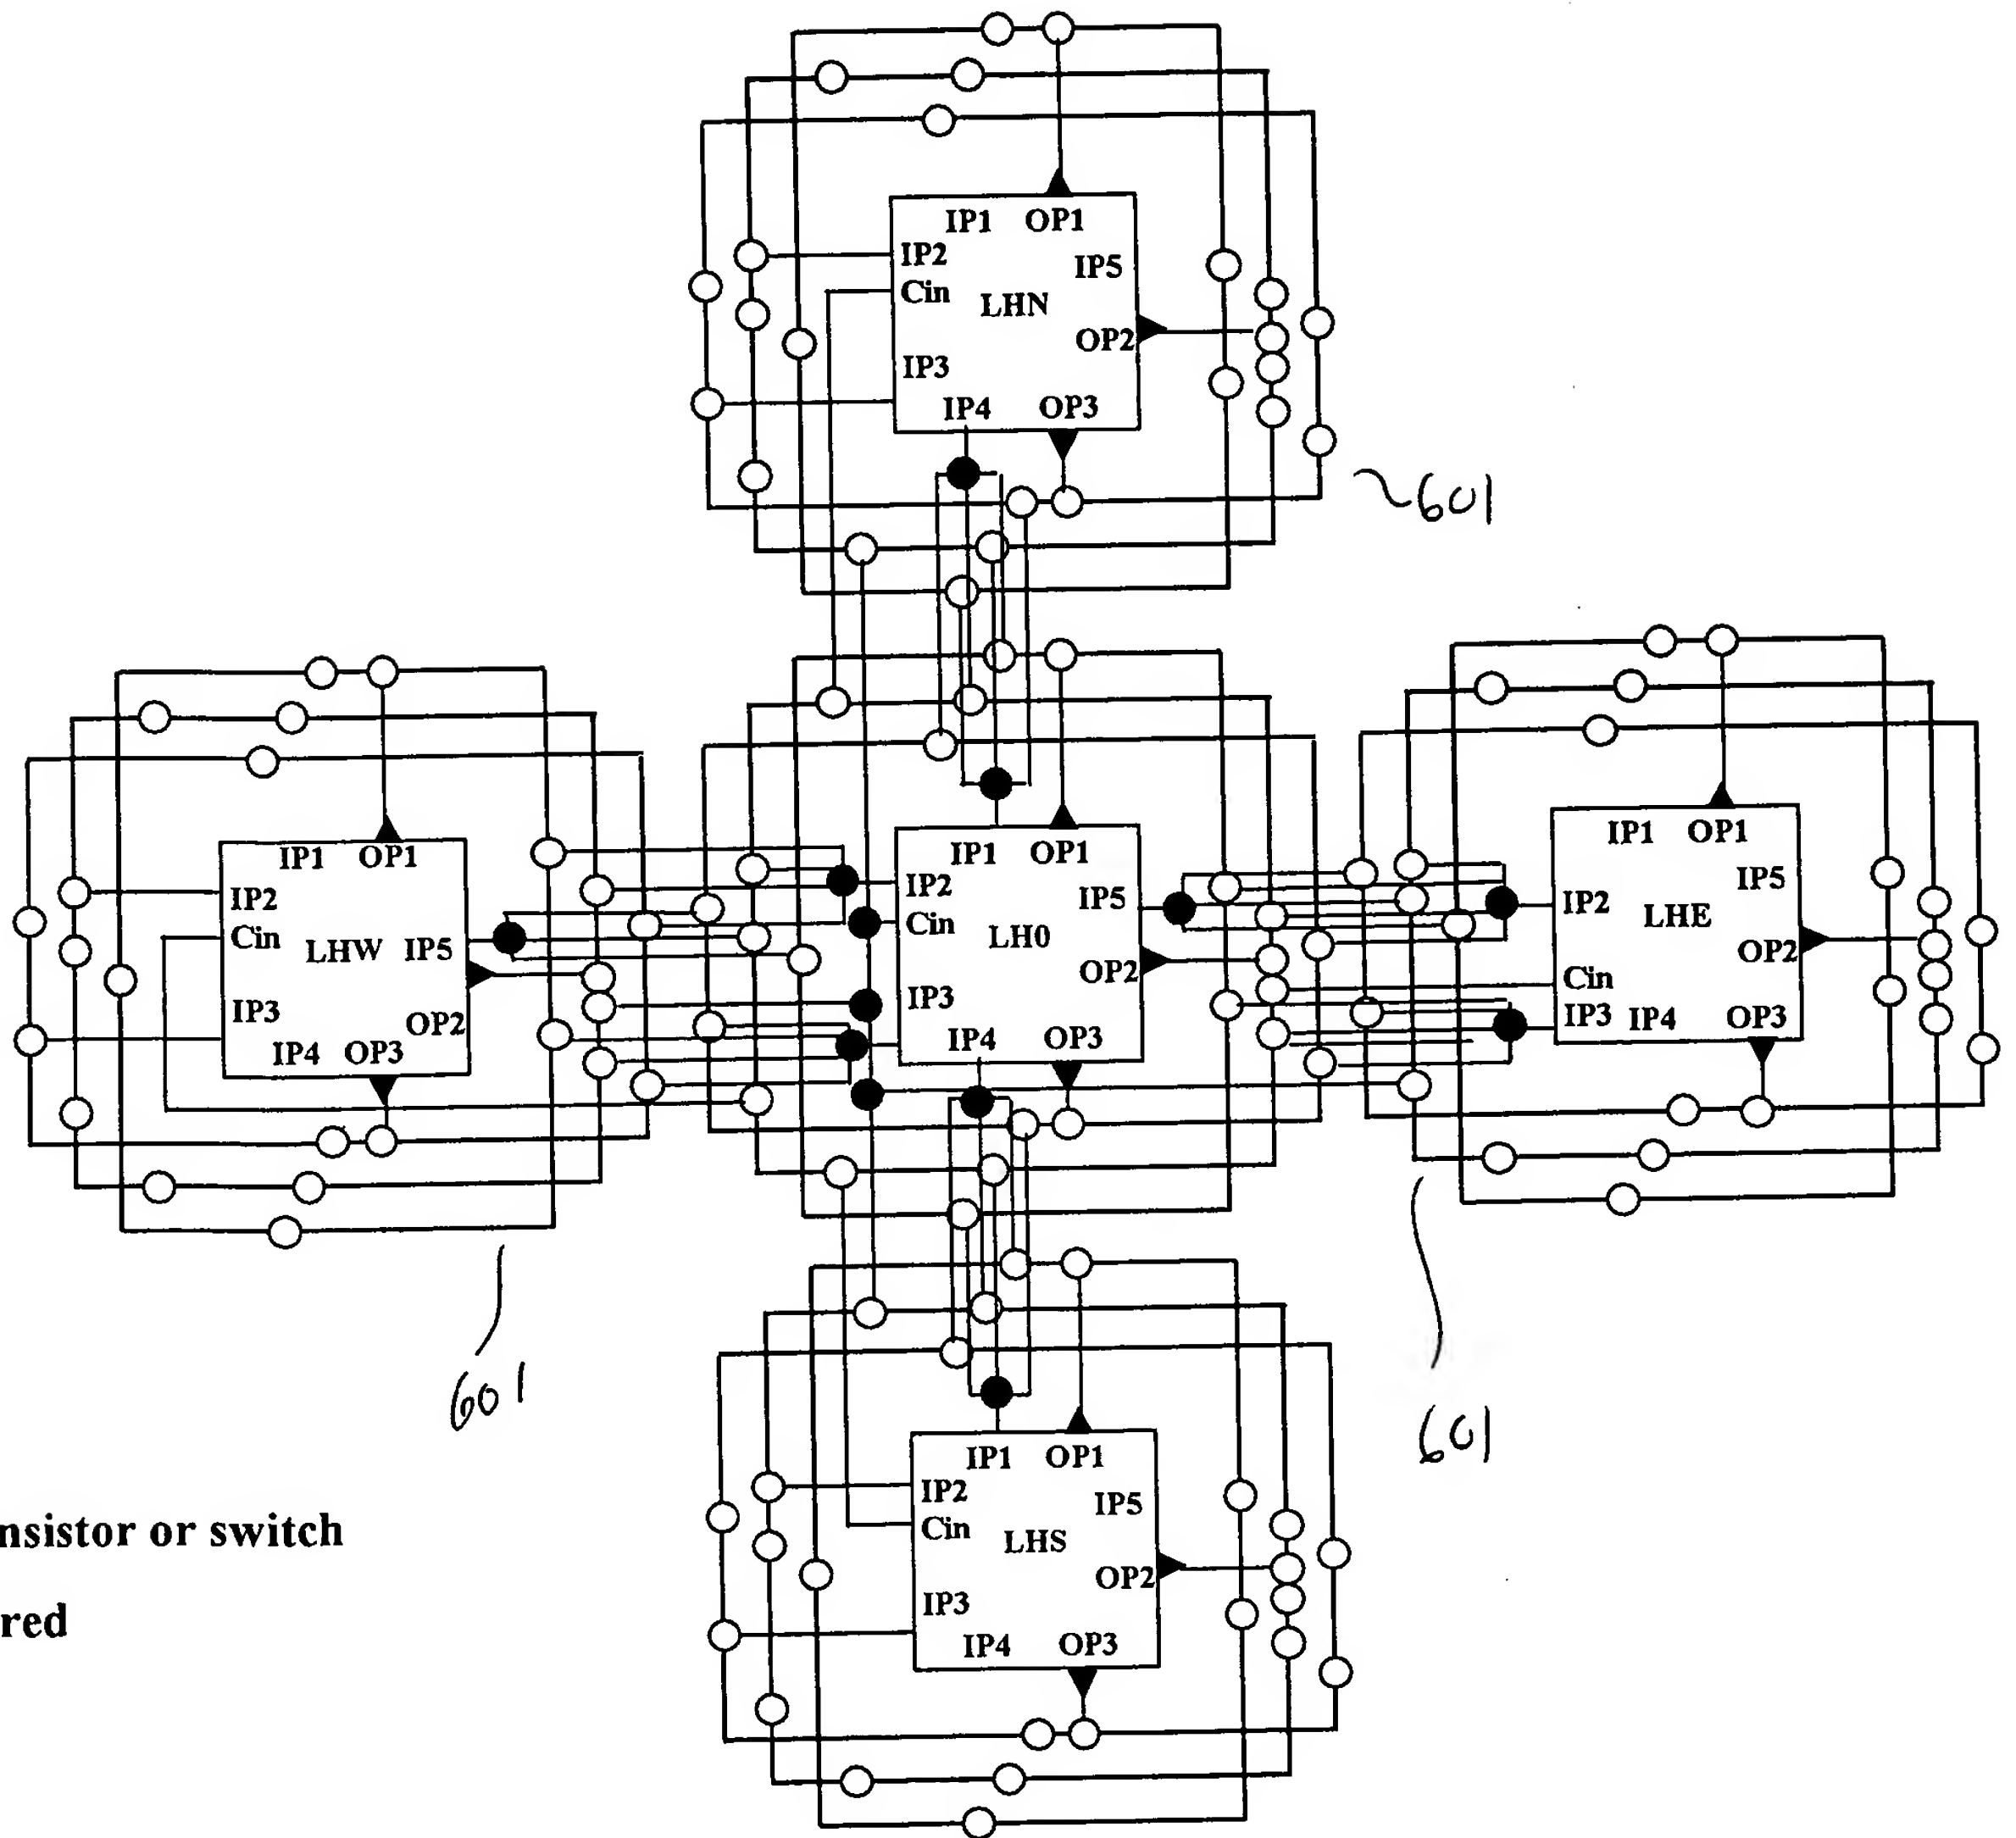 IP1 OP1
IP2
IP5
Cin
LHN
OP2
IP3
IP4 OP3
601
IP1 OP1
IP2
Cin
LHW
IP5
IP3
OP2
IP4 OP3
IP1 OP1
IP2
IP5
Cin
LH0
OP2
IP3
IP4 OP3
IP1 OP1
IP5
IP2
LHE
OP2
Cin
IP3 IP4 OP3
601
601
IP1 OP1
IP2
IP5
Cin
LHS
OP2
IP3
IP4 OP3
nsistor or switch
red